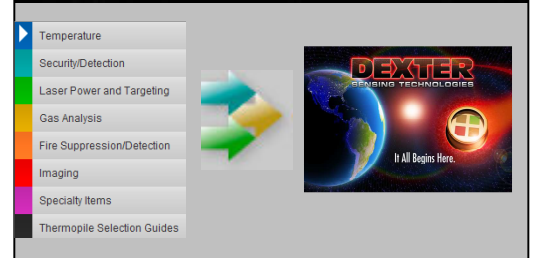 Temperature
Security/Detection
Laser Power and Targeting
Gas Analysis
Fire Suppression/Detection
Imaging
Specialty Items
Thermopile Selection Guides
DEXTER
SENSING TECHNOLOGIES
It All Begins Here.